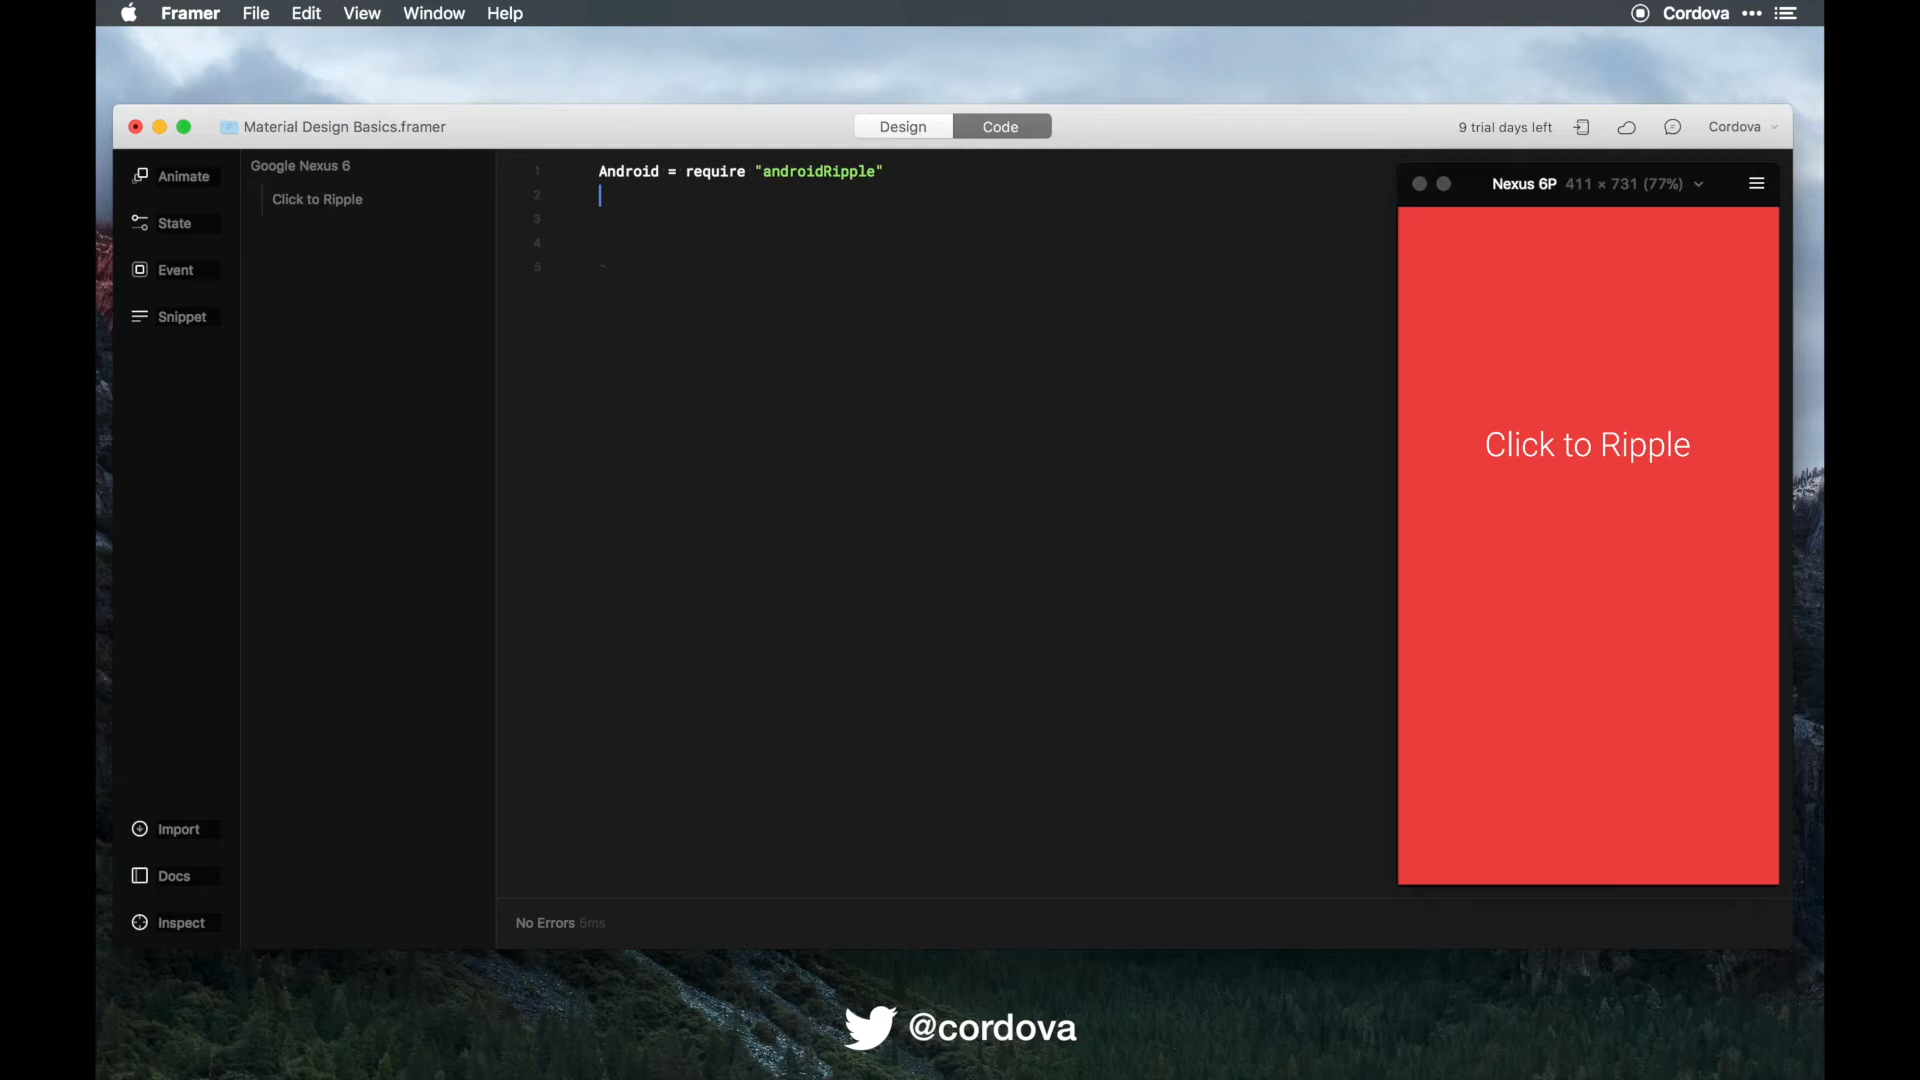 Framer File Edit View Window Help
Cordova
Material Design Basics.framer
Design Code
9 trial days left
Cordova
Animate
State
Event
Snippet
Google Nexus 6
Click to Ripple
1 Android = require "androidRipple"
2
3
4
5
Nexus 6P 411 × 731 (77%)
Click to Ripple
Import
Docs
Inspect
No Errors 5ms
@cordova